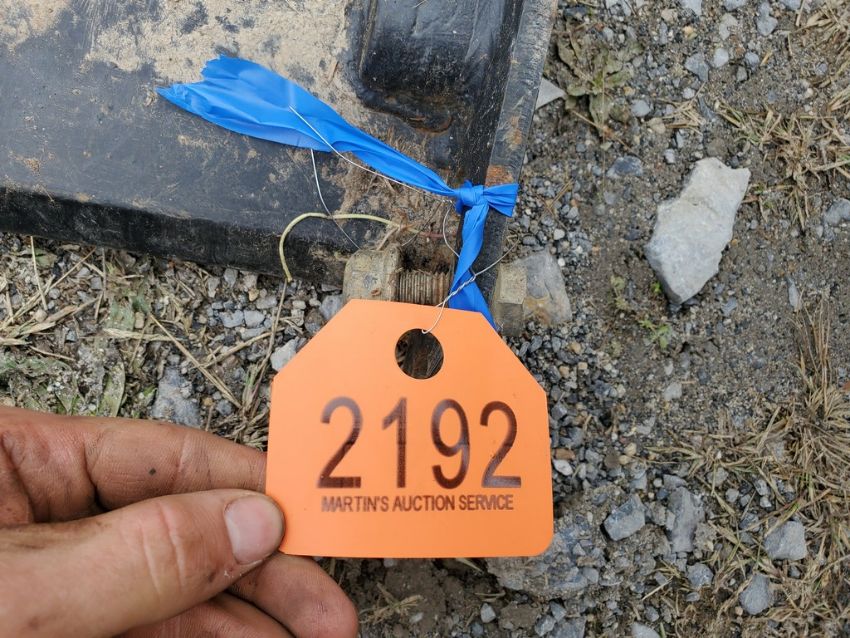 2192
MARTIN'S AUCTION SERVICE